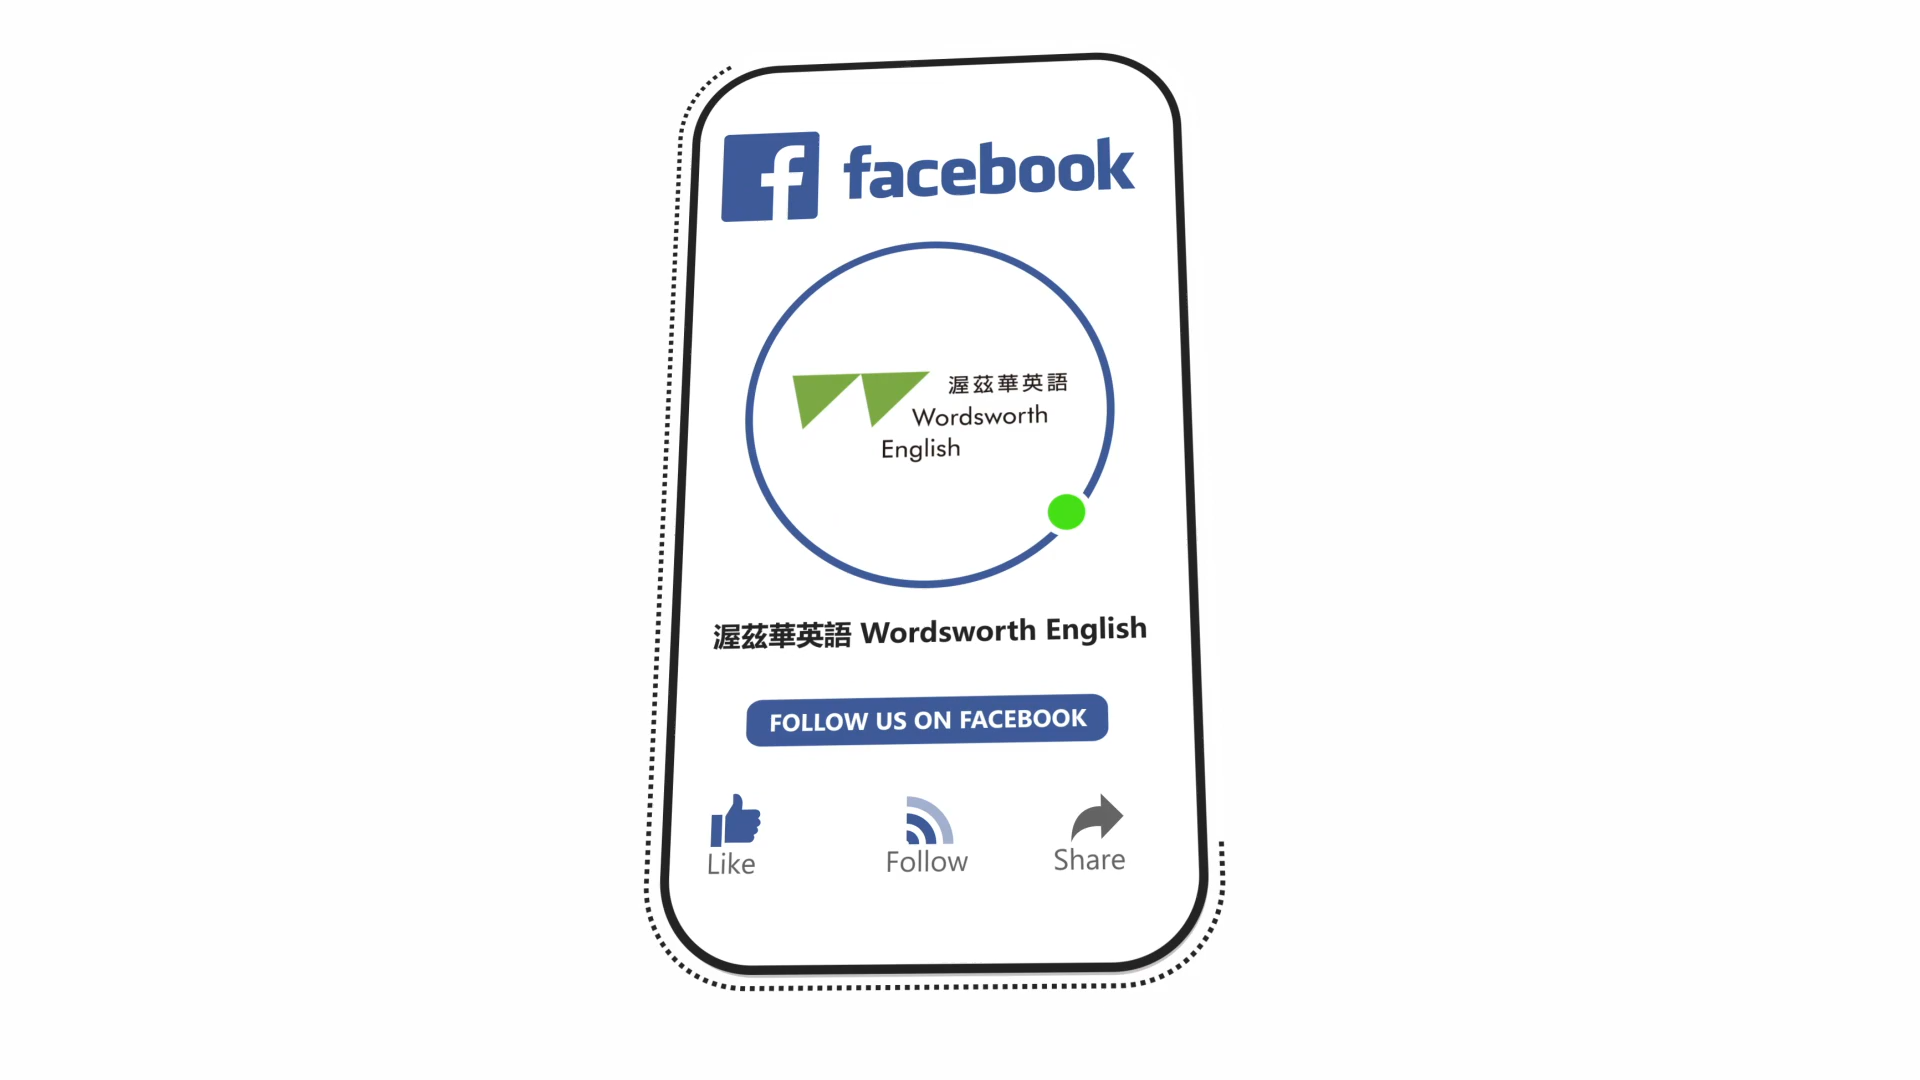 facebook
渥茲華英語
Wordsworth
English
渥茲華英語 Wordsworth English
FOLLOW US ON FACEBOOK
Like
Follow
Share